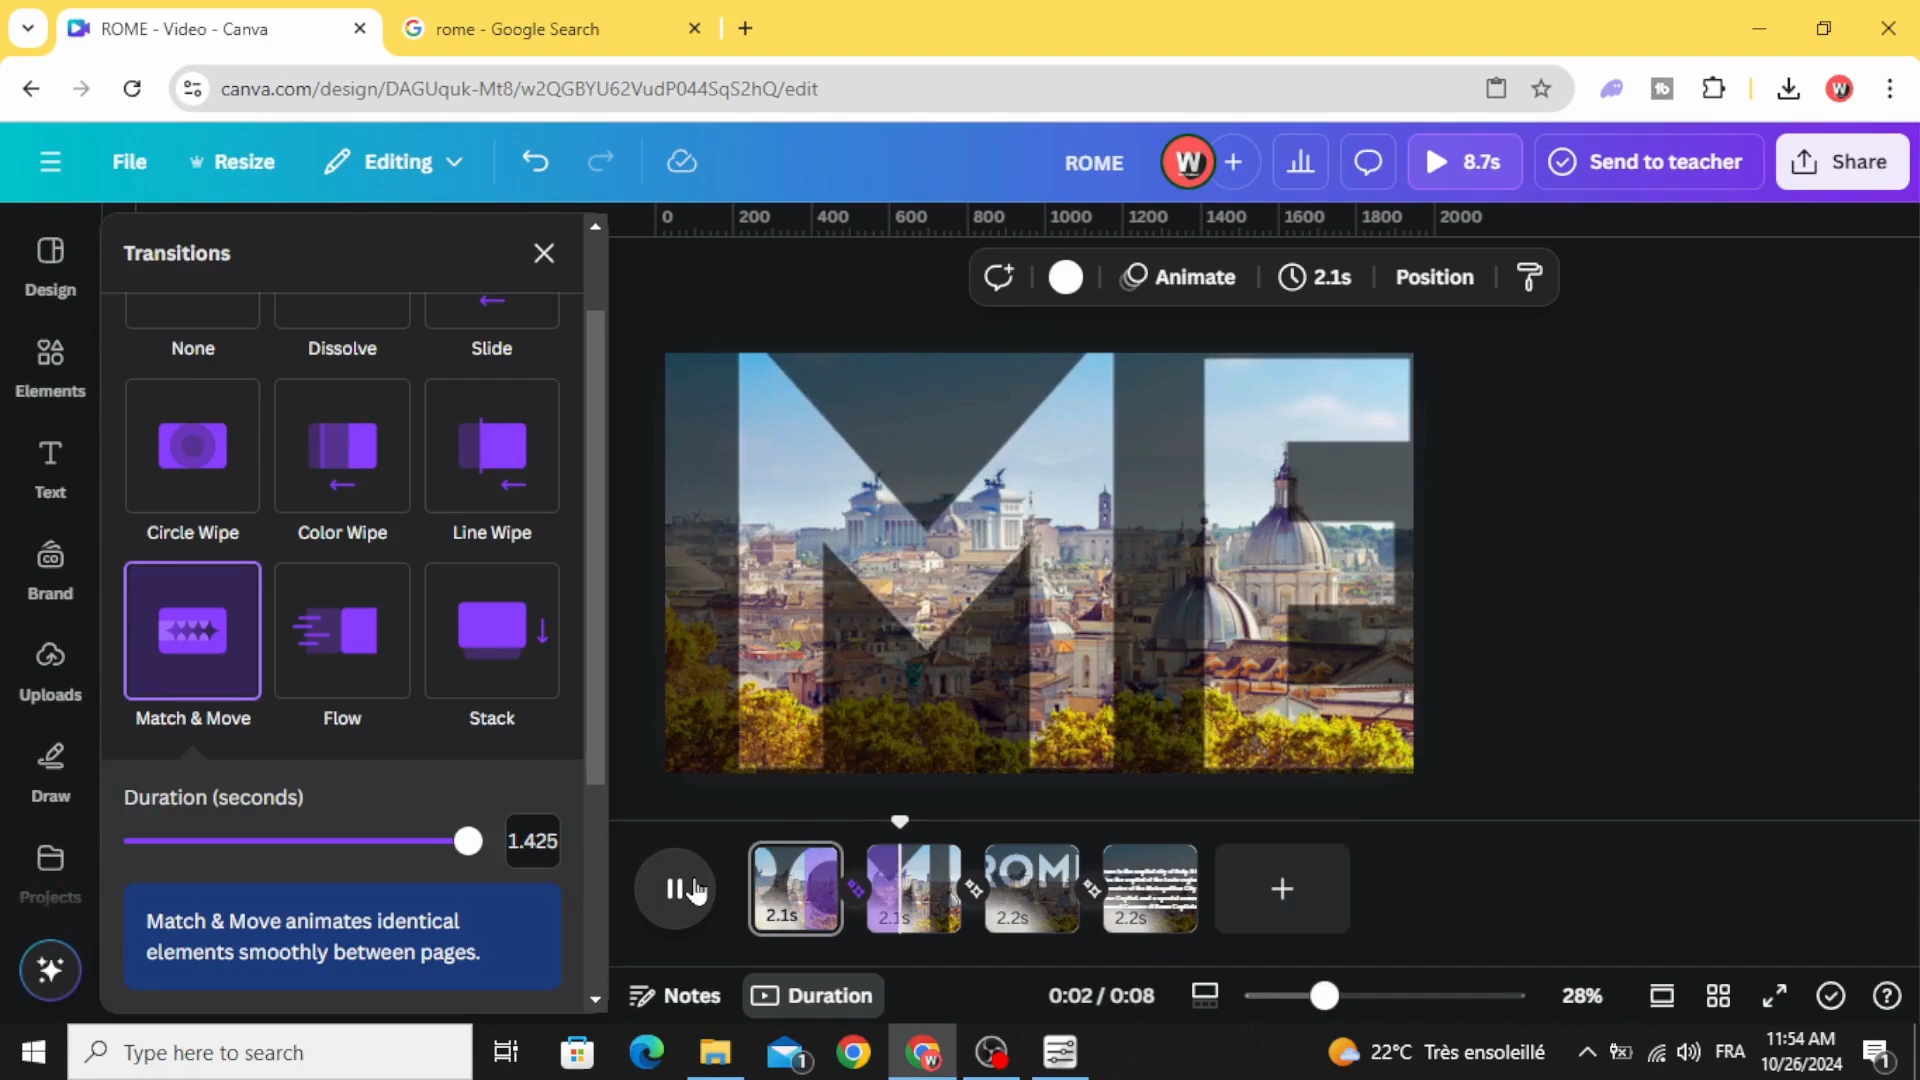 ROME - Video - Canva
rome - Google Search
canva.com/design/DAGUquk-Mt8/w2QGBYU62VudP044SqS2hQ/edit
File
Resize
Editing
ROME
W
8.7s
Send to teacher
Share
0 200 400 600 800 1000 1200 1400 1600 1800 2000
Design
Elements
Text
Brand
Uploads
Draw
Projects
Transitions
None
Dissolve
Slide
Circle Wipe
Color Wipe
Line Wipe
Match & Move
Flow
Stack
Duration (seconds)
1.425
Match & Move animates identical
elements smoothly between pages.
Animate
2.1s
Position
ME
2.1s
2.1s
ROM
2.2s
2.2s
Notes
Duration
0:02 / 0:08
28%
Type here to search
1
22°C Très ensoleillé
FRA
11:54 AM
10/26/2024
1